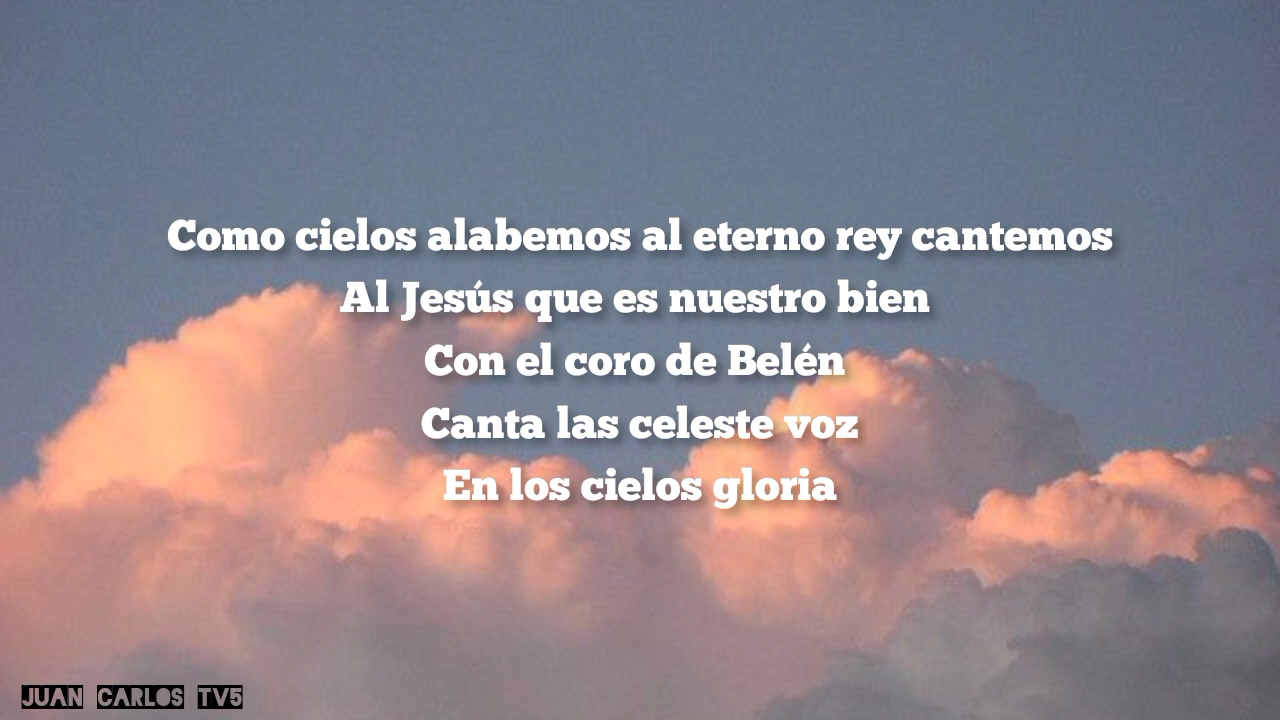 Como cielos alabemos al eterno rey cantemos
Al Jesús que es nuestro bien
Con el coro de Belén
Canta las celeste voz
En los cielos gloria
JUAN CARLOS TV5